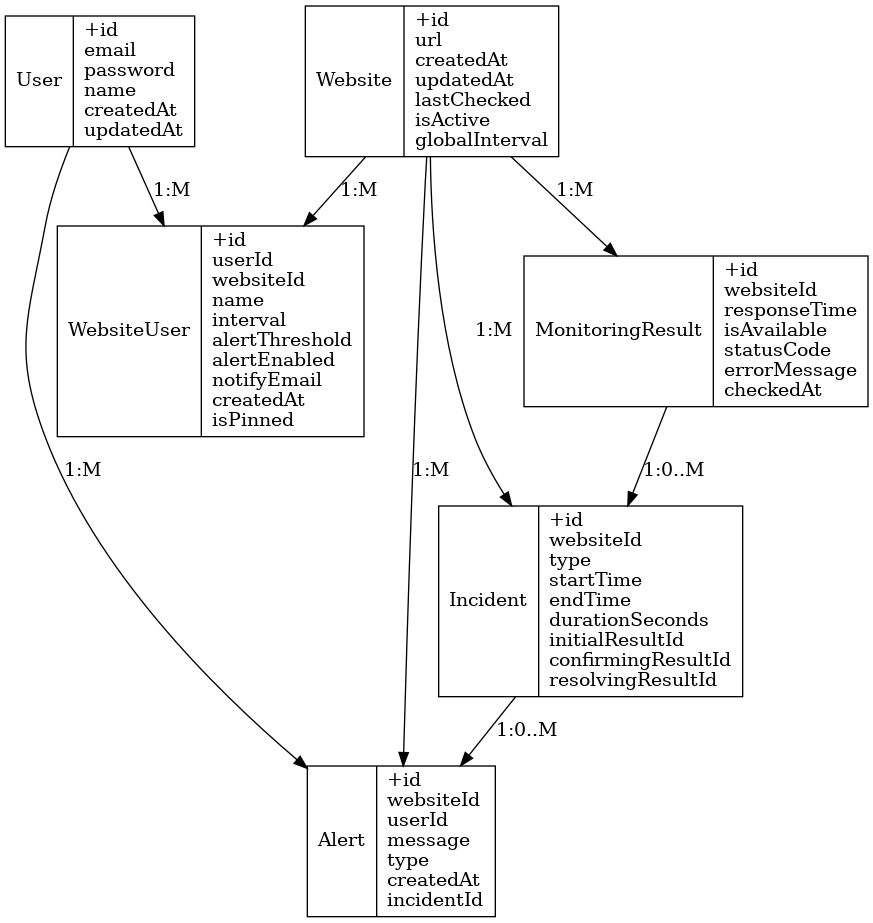 User
+id
email
password
name
createdAt
updatedAt
Website
+id
url
createdAt
updatedAt
lastChecked
isActive
globalInterval
1:M
1:M
1:M
WebsiteUser
+id
userId
websiteId
name
interval
alertThreshold
alertEnabled
notifyEmail
createdAt
isPinned
1:M
MonitoringResult
+id
websiteId
responseTime
isAvailable
statusCode
errorMessage
checkedAt
1:M
1:M
1:0..M
Incident
+id
websiteId
type
startTime
endTime
durationSeconds
initialResultId
confirmingResultId
resolvingResultId
1:0..M
Alert
+id
websiteId
userId
message
type
createdAt
incidentId